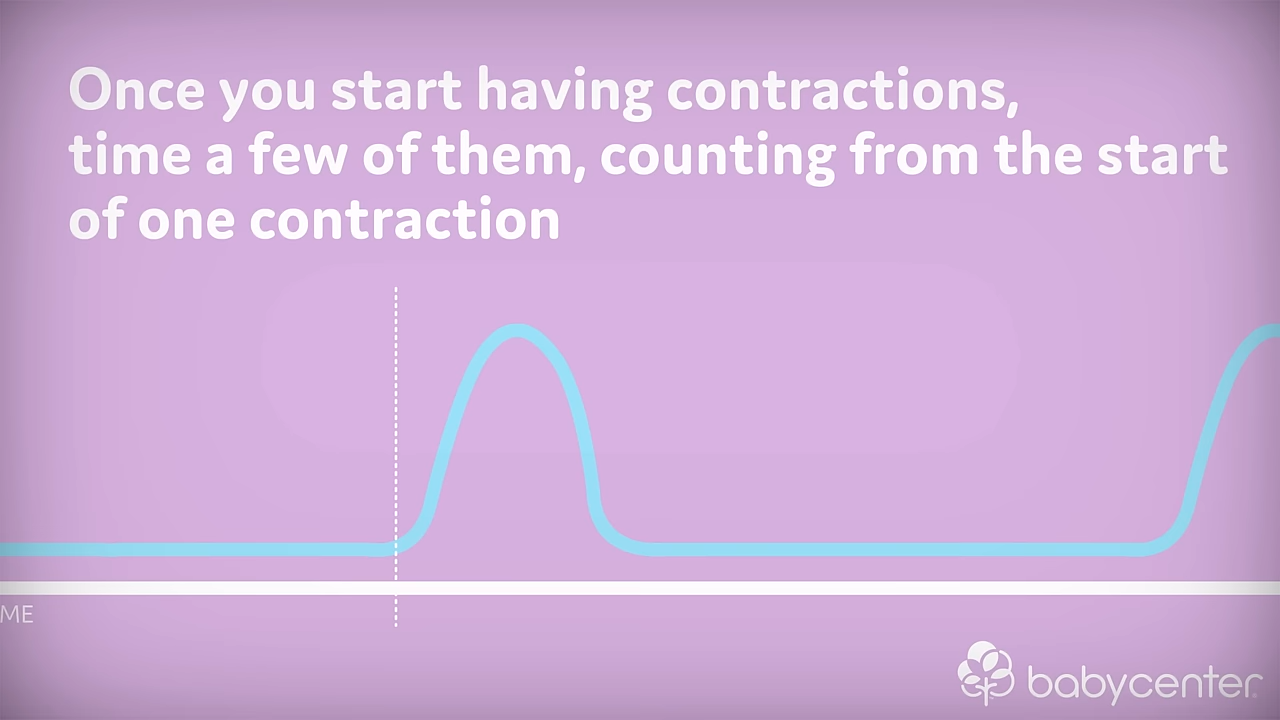 Once you start having contractions,
time a few of them, counting from the start
of one contraction
ME
babycenter